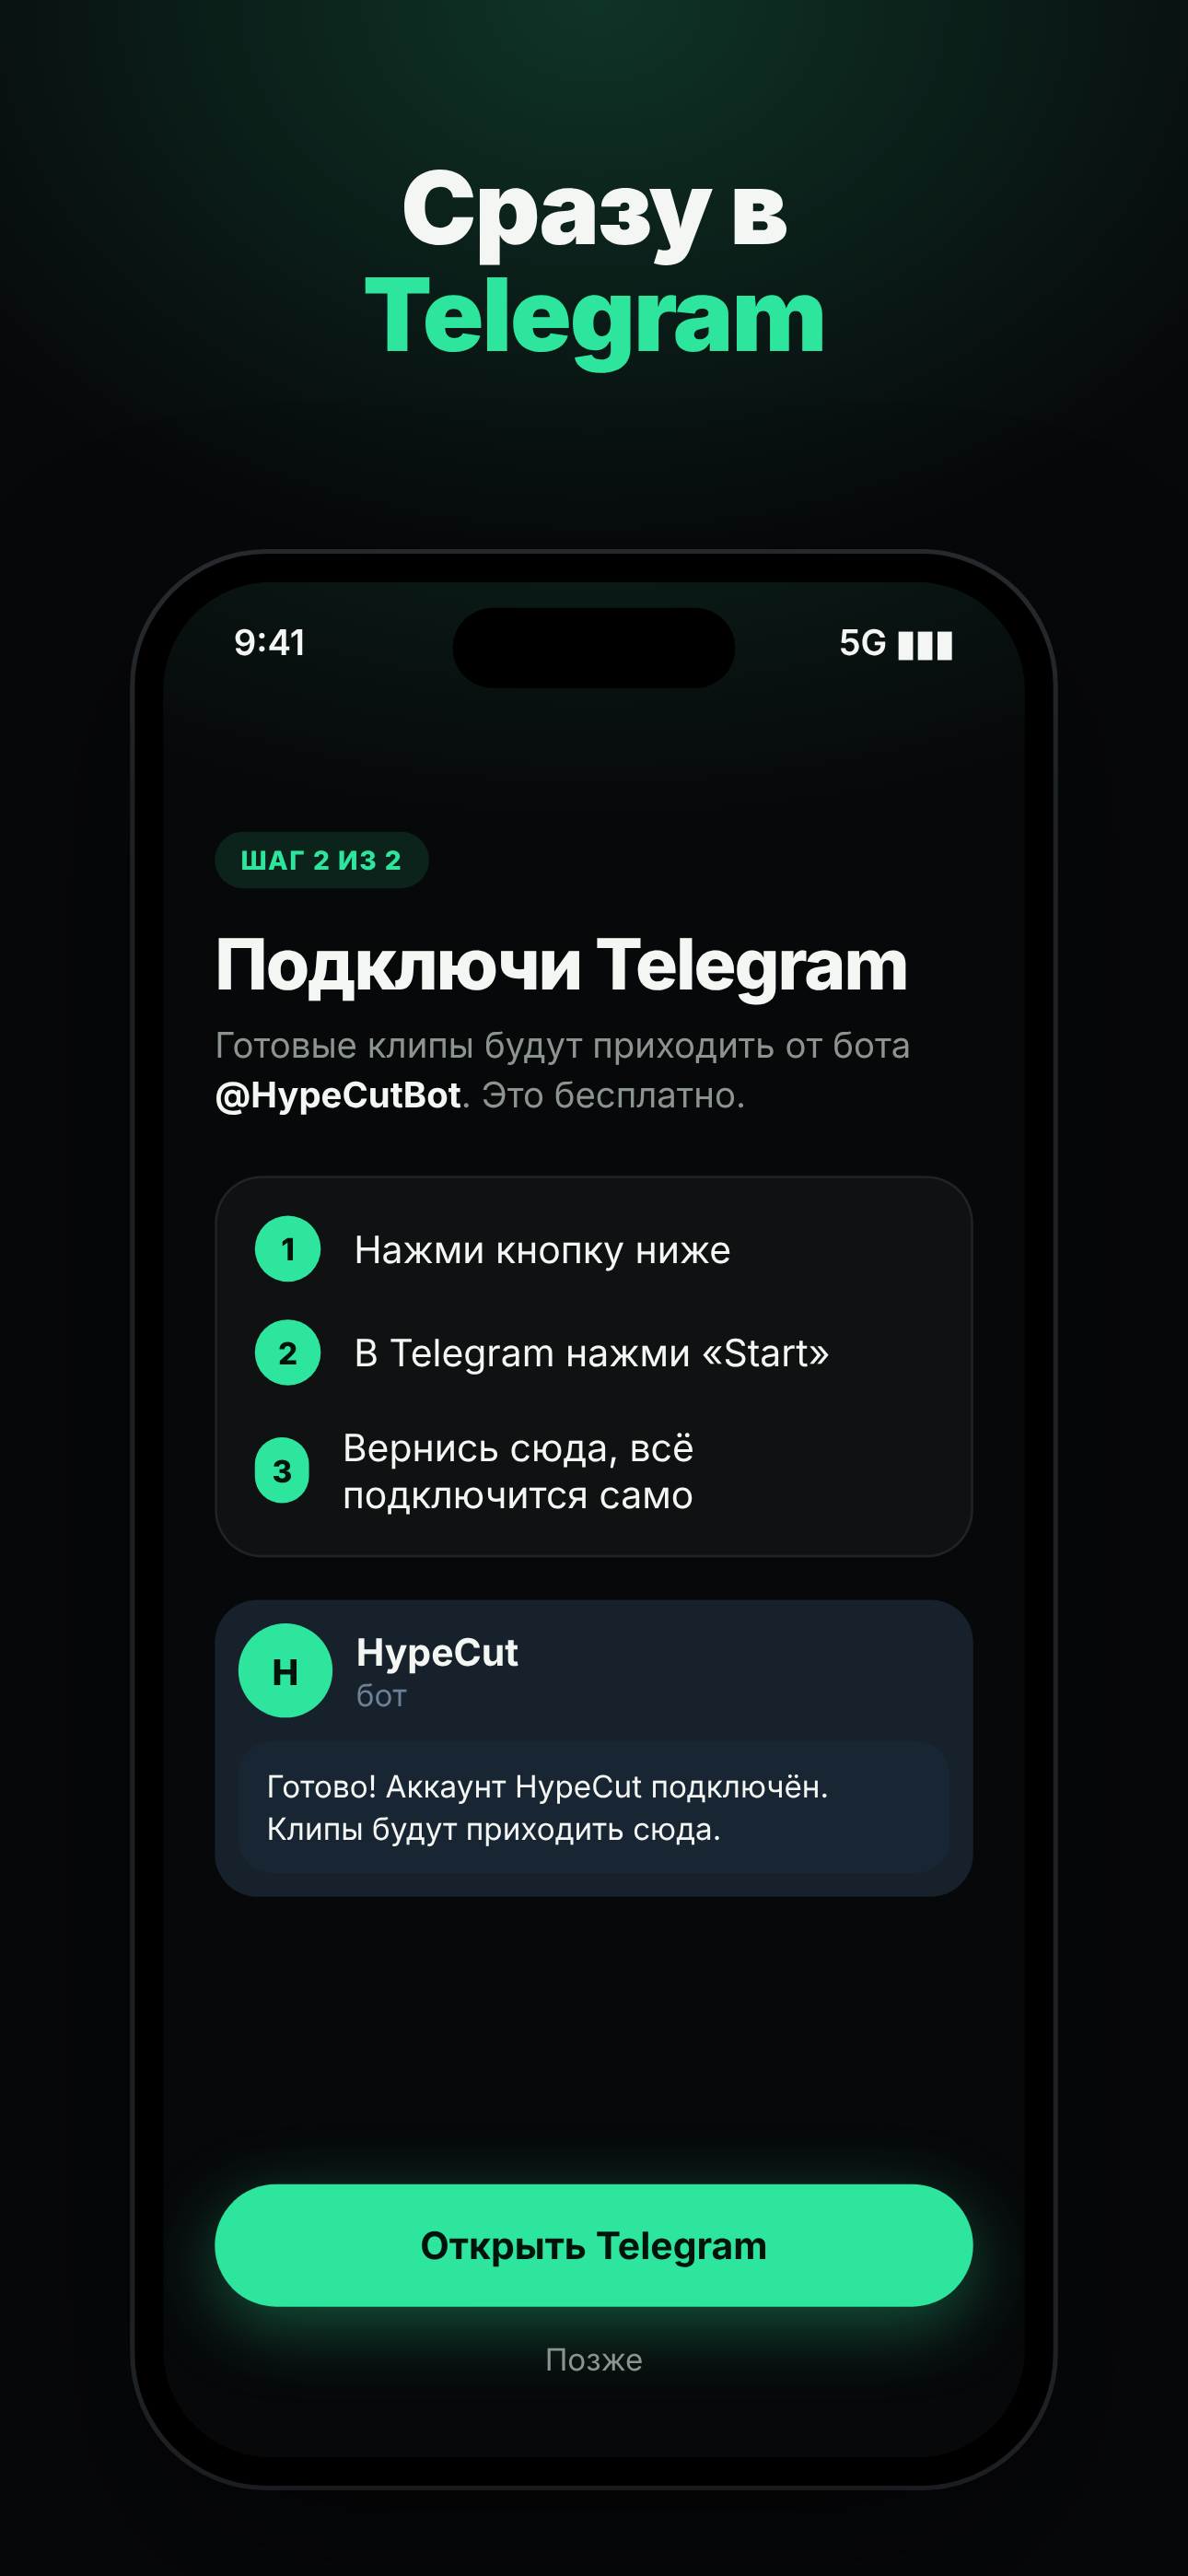 Сразу в
Telegram
9:41
5G
ШАГ 2 ИЗ 2
Подключи Telegram
Готовые клипы будут приходить от бота
@HypeCutBot. Это бесплатно.
1 Нажми кнопку ниже
2 В Telegram нажми «Start»
3 Вернись сюда, всё
подключится само
H
HypeCut
бот
Готово! Аккаунт HypeCut подключён.
Клипы будут приходить сюда.
Открыть Telegram
Позже